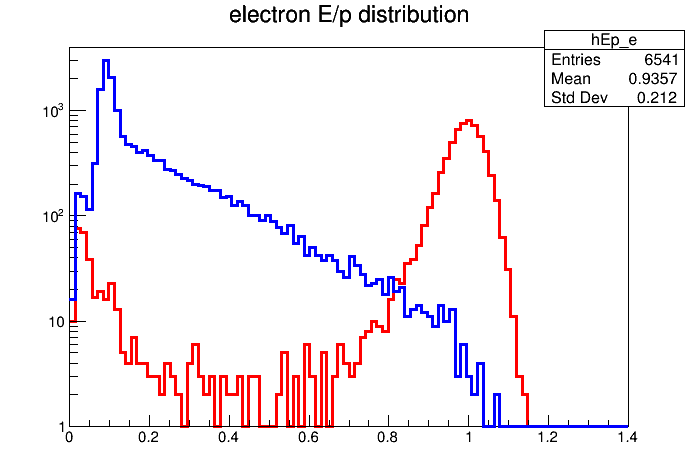 electron E/p distribution
hEp_e
Entries 6541
Mean 0.9357
Std Dev 0.212
10³
10²
10
1
0 0.2 0.4 0.6 0.8 1 1.2 1.4